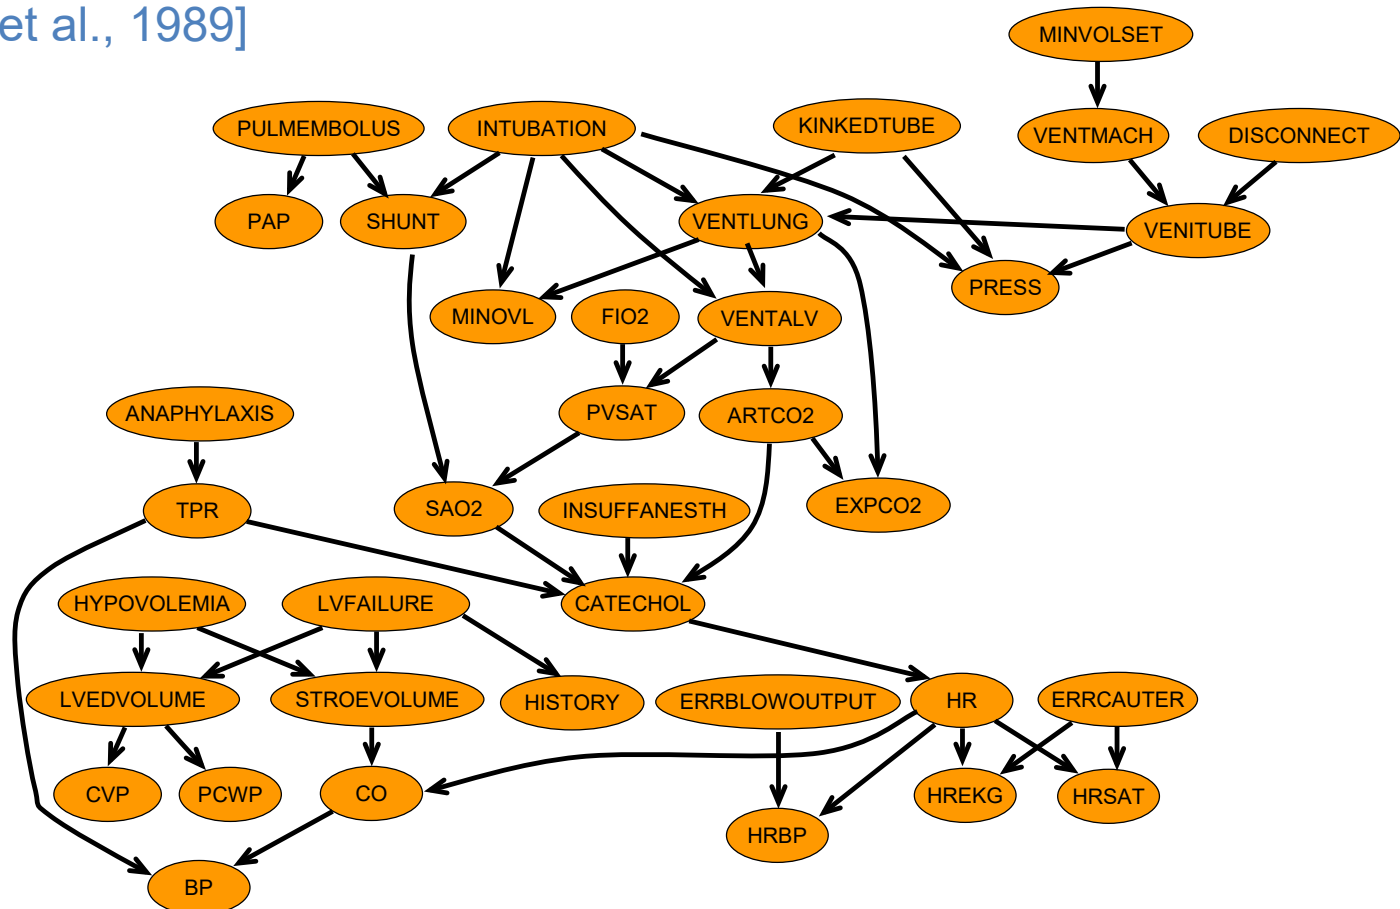 et al., 1989]
MINVOLSET
PULMEMBOLUS
INTUBATION
KINKEDTUBE
VENTMACH
DISCONNECT
PAP
SHUNT
VENTLUNG
VENITUBE
PRESS
MINOVL
FIO2
VENTALV
ANAPHYLAXIS
PVSAT
ARTCO2
TPR
SAO2
INSUFFANESTH
EXPCO2
HYPOVOLEMIA
LVFAILURE
CATECHOL
LVEDVOLUME
STROEVOLUME
HISTORY
ERRBLOWOUTPUT
HR
ERRCAUTER
CVP
PCWP
CO
HREKG
HRSAT
HRBP
BP